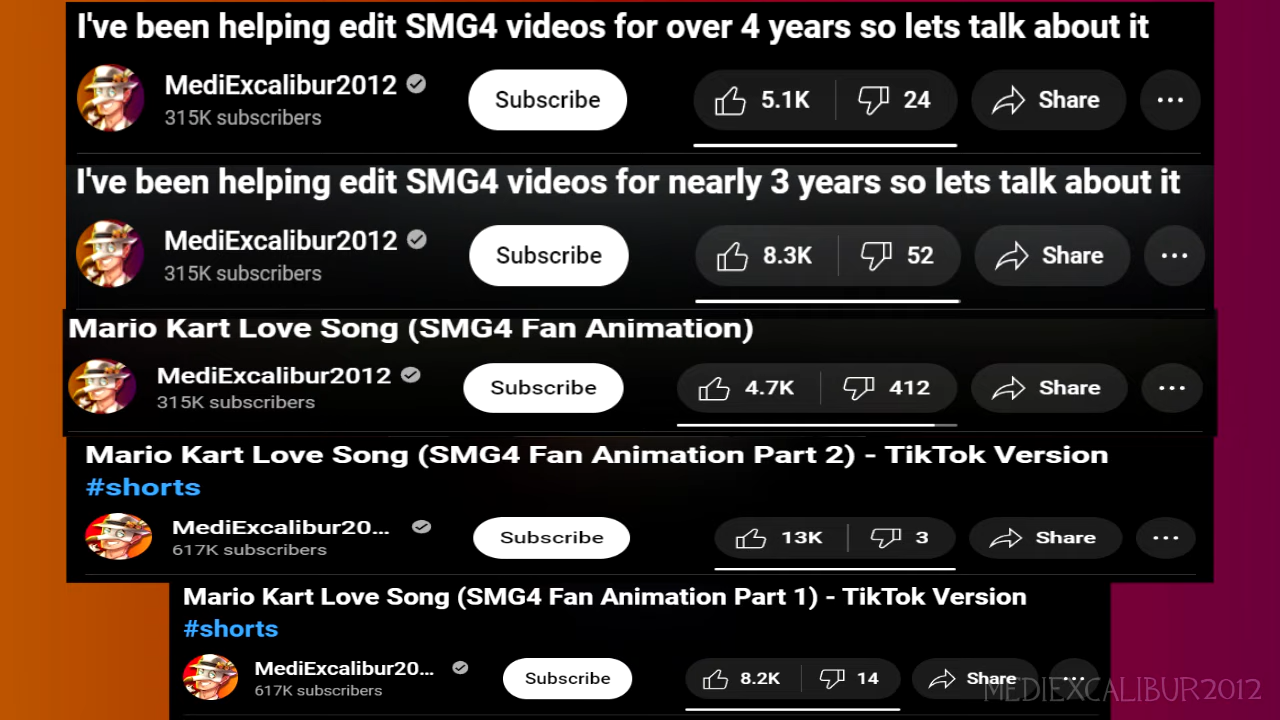 I've been helping edit SMG4 videos for over 4 years so lets talk about it
MediExcalibur2012
315K subscribers
Subscribe
5.1K
24
Share
I've been helping edit SMG4 videos for nearly 3 years so lets talk about it
MediExcalibur2012
315K subscribers
Subscribe
8.3K
52
Share
Mario Kart Love Song (SMG4 Fan Animation)
MediExcalibur2012
315K subscribers
Subscribe
4.7K
412
Share
Mario Kart Love Song (SMG4 Fan Animation Part 2) - TikTok Version
#shorts
MediExcalibur20...
617K subscribers
Subscribe
13K
3
Share
Mario Kart Love Song (SMG4 Fan Animation Part 1) - TikTok Version
#shorts
MediExcalibur20...
617K subscribers
Subscribe
8.2K
14
Share
MEDIEXCALIBUR2012